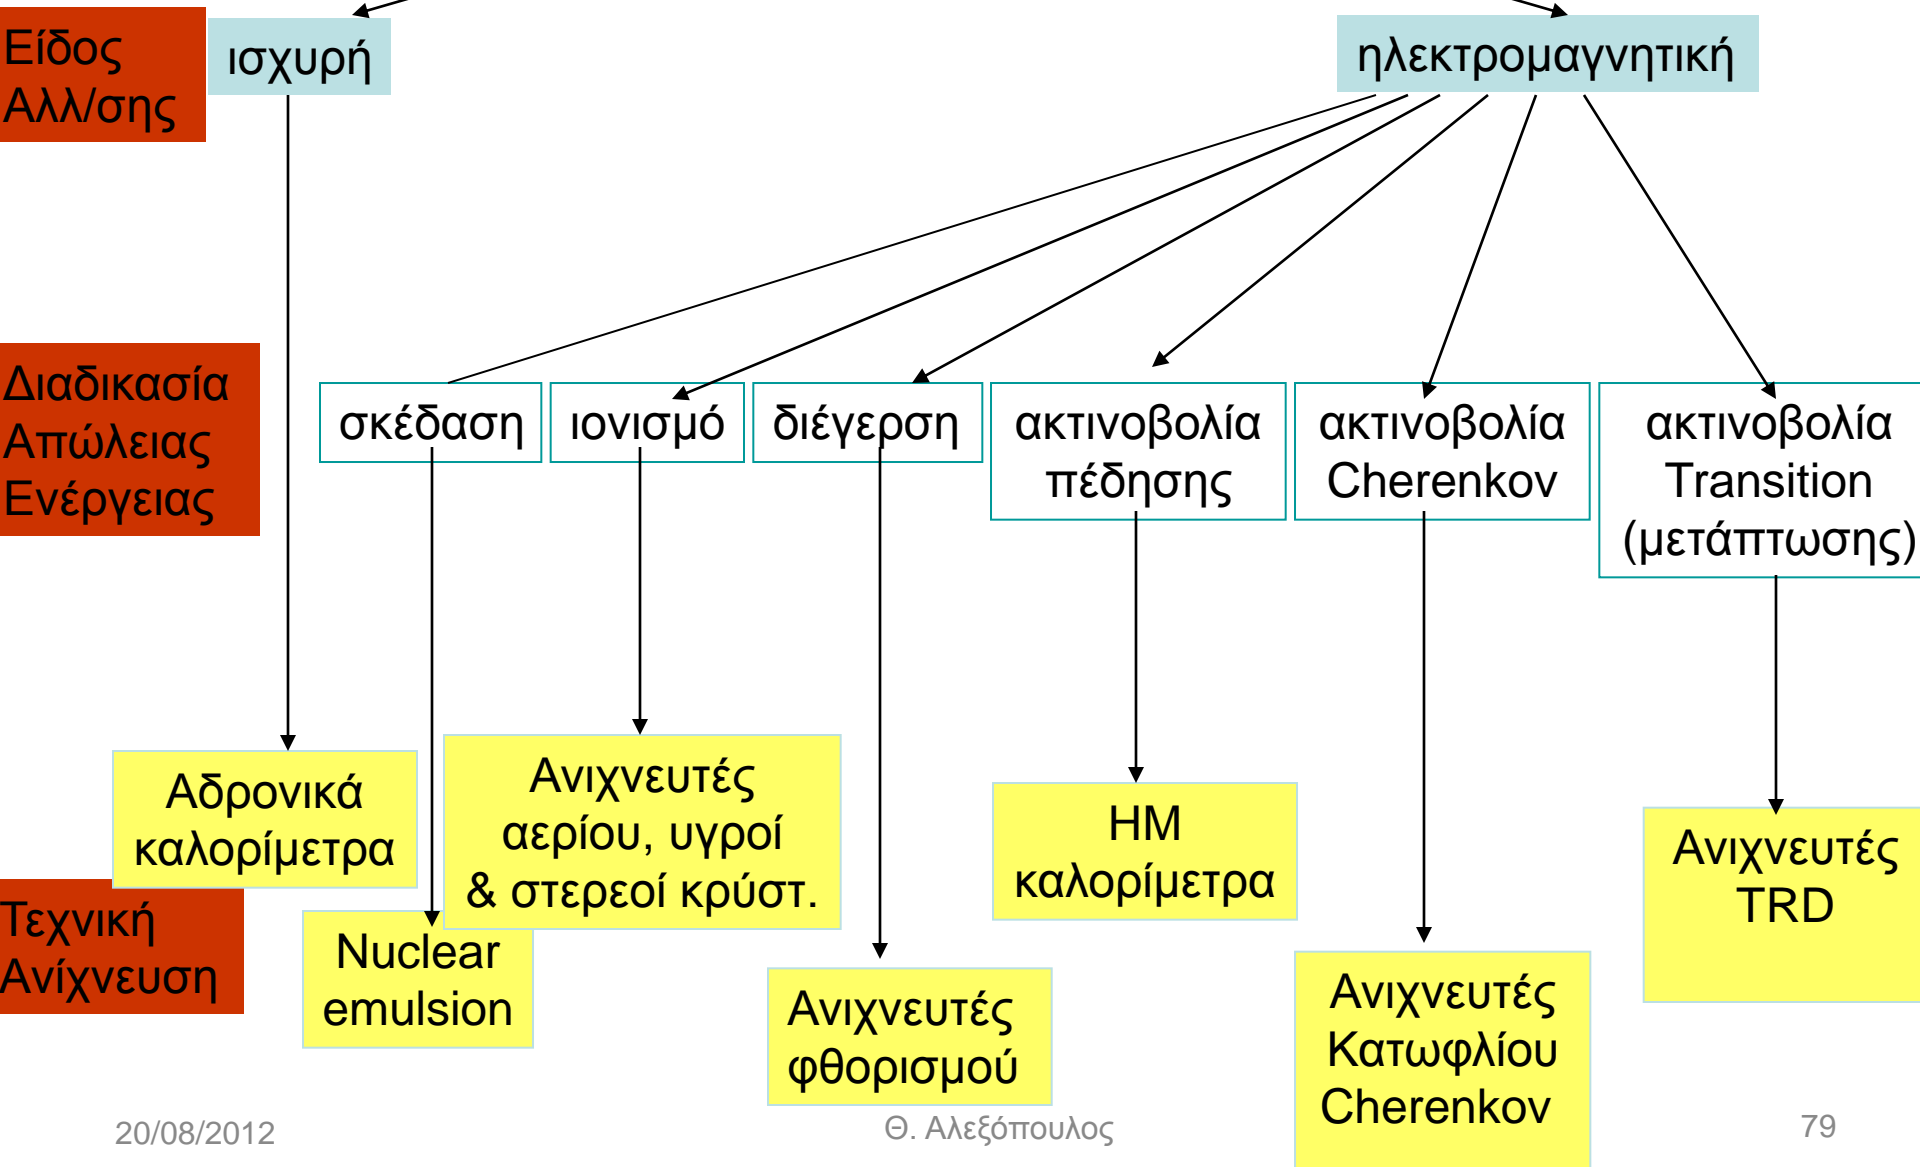 Είδος
Αλλ/σης
ισχυρή
ηλεκτρομαγνητική
Διαδικασία
Απώλειας
Ενέργειας
σκέδαση
ιονισμό
διέγερση
ακτινοβολία
πέδησης
ακτινοβολία
Cherenkov
ακτινοβολία
Transition
(μετάπτωσης)
Τεχνική
Ανίχνευση
Αδρονικά
καλορίμετρα
Nuclear
emulsion
Ανιχνευτές
αερίου, υγροί
& στερεοί κρύστ.
Ανιχνευτές
φθορισμού
ΗΜ
καλορίμετρα
Ανιχνευτές
Κατωφλίου
Cherenkov
Ανιχνευτές
TRD
20/08/2012
Θ. Αλεξόπουλος
79